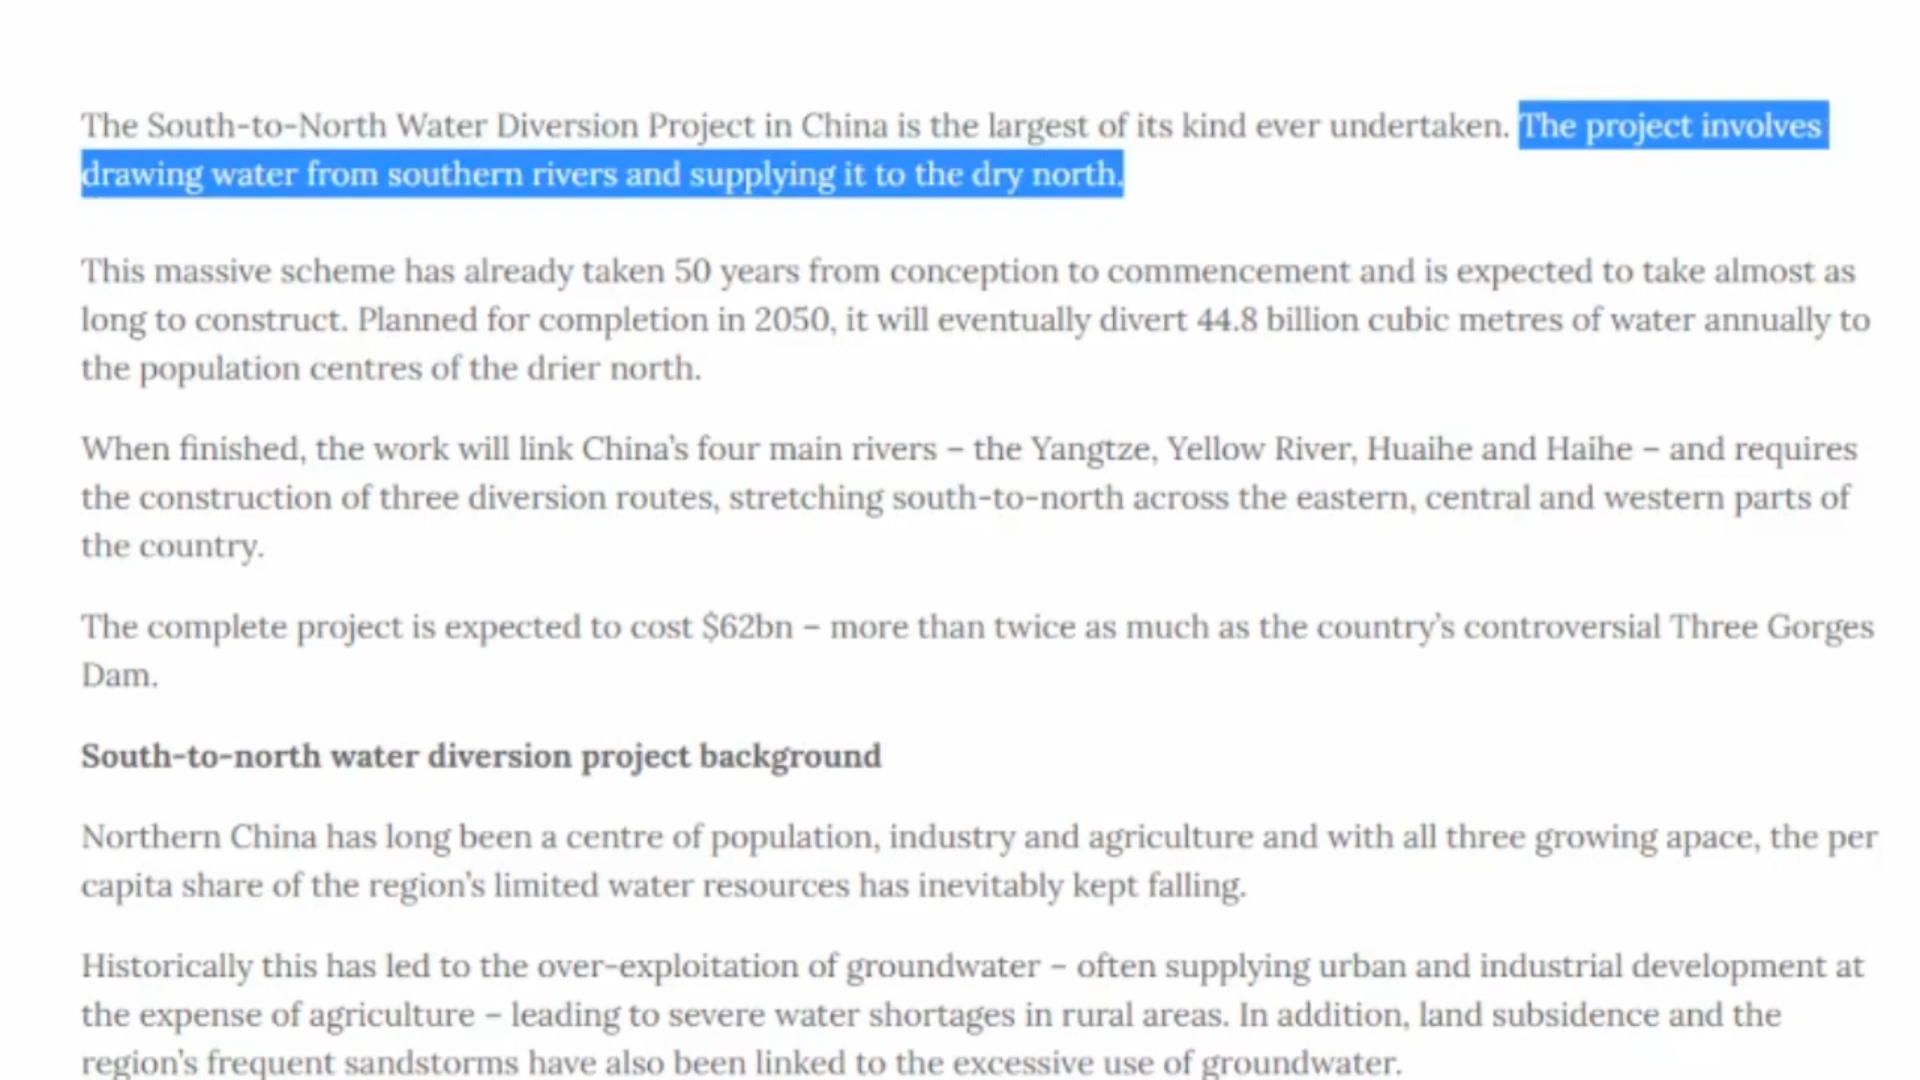 The South-to-North Water Diversion Project in China is the largest of its kind ever undertaken. The project involves
drawing water from southern rivers and supplying it to the dry north.
This massive scheme has already taken 50 years from conception to commencement and is expected to take almost as
long to construct. Planned for completion in 2050, it will eventually divert 44.8 billion cubic metres of water annually to
the population centres of the drier north.
When finished, the work will link China’s four main rivers – the Yangtze, Yellow River, Huaihe and Haihe – and requires
the construction of three diversion routes, stretching south-to-north across the eastern, central and western parts of
the country.
The complete project is expected to cost $62bn – more than twice as much as the country’s controversial Three Gorges
Dam.
South-to-north water diversion project background
Northern China has long been a centre of population, industry and agriculture and with all three growing apace, the per
capita share of the region’s limited water resources has inevitably kept falling.
Historically this has led to the over-exploitation of groundwater – often supplying urban and industrial development at
the expense of agriculture – leading to severe water shortages in rural areas. In addition, land subsidence and the
region’s frequent sandstorms have also been linked to the excessive use of groundwater.